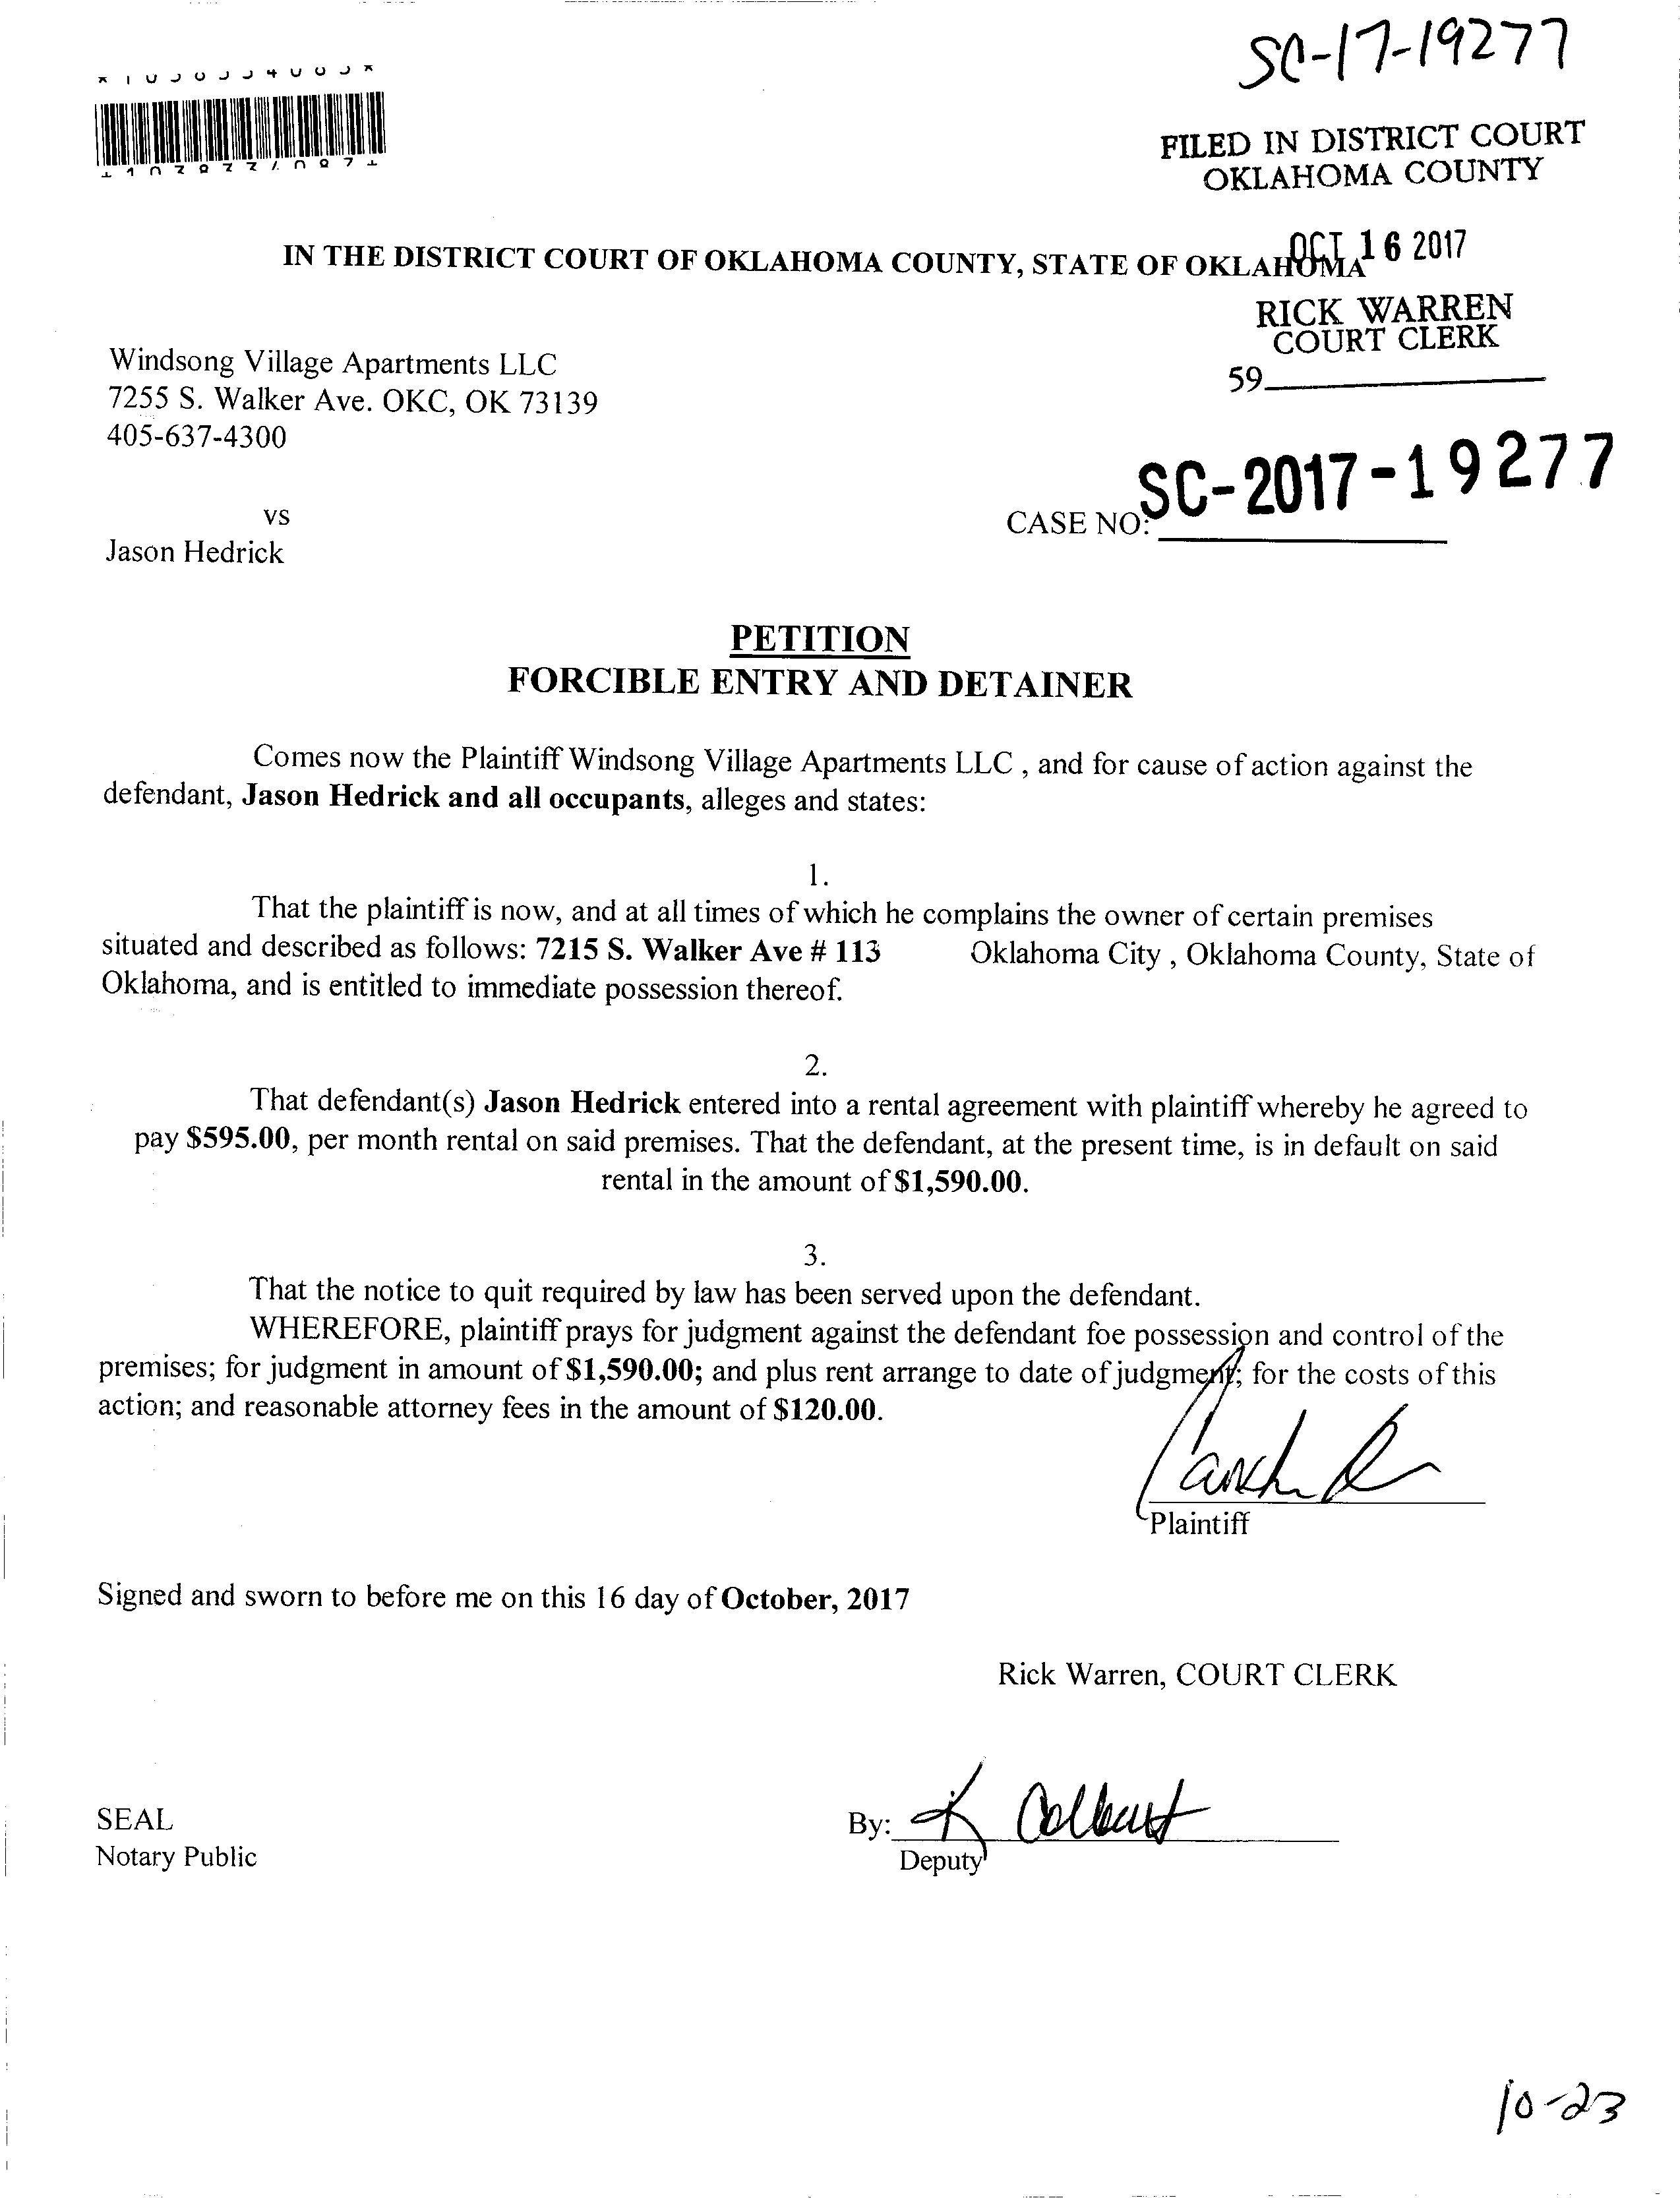 SC-17-19277
FILED IN DISTRICT COURT
OKLAHOMA COUNTY
OCT 16 2017
IN THE DISTRICT COURT OF OKLAHOMA COUNTY, STATE OF OKLAHOMA
RICK WARREN
COURT CLERK
59
Windsong Village Apartments LLC
7255 S. Walker Ave. OKC, OK 73139
405-637-4300
SC-2017-19277
vs
CASE NO:
Jason Hedrick
PETITION
FORCIBLE ENTRY AND DETAINER
Comes now the Plaintiff Windsong Village Apartments LLC , and for cause of action against the
defendant, Jason Hedrick and all occupants, alleges and states:
1.
That the plaintiff is now, and at all times of which he complains the owner of certain premises
situated and described as follows: 7215 S. Walker Ave # 113 Oklahoma City , Oklahoma County, State of
Oklahoma, and is entitled to immediate possession thereof.
2.
That defendant(s) Jason Hedrick entered into a rental agreement with plaintiff whereby he agreed to
pay $595.00, per month rental on said premises. That the defendant, at the present time, is in default on said
rental in the amount of $1,590.00.
3.
That the notice to quit required by law has been served upon the defendant.
WHEREFORE, plaintiff prays for judgment against the defendant foe possession and control of the
premises; for judgment in amount of $1,590.00; and plus rent arrange to date of judgment; for the costs of this
action; and reasonable attorney fees in the amount of $120.00.
Plaintiff
Signed and sworn to before me on this 16 day of October, 2017
Rick Warren, COURT CLERK
SEAL
By: K Colbert
Notary Public
Deputy
10-23